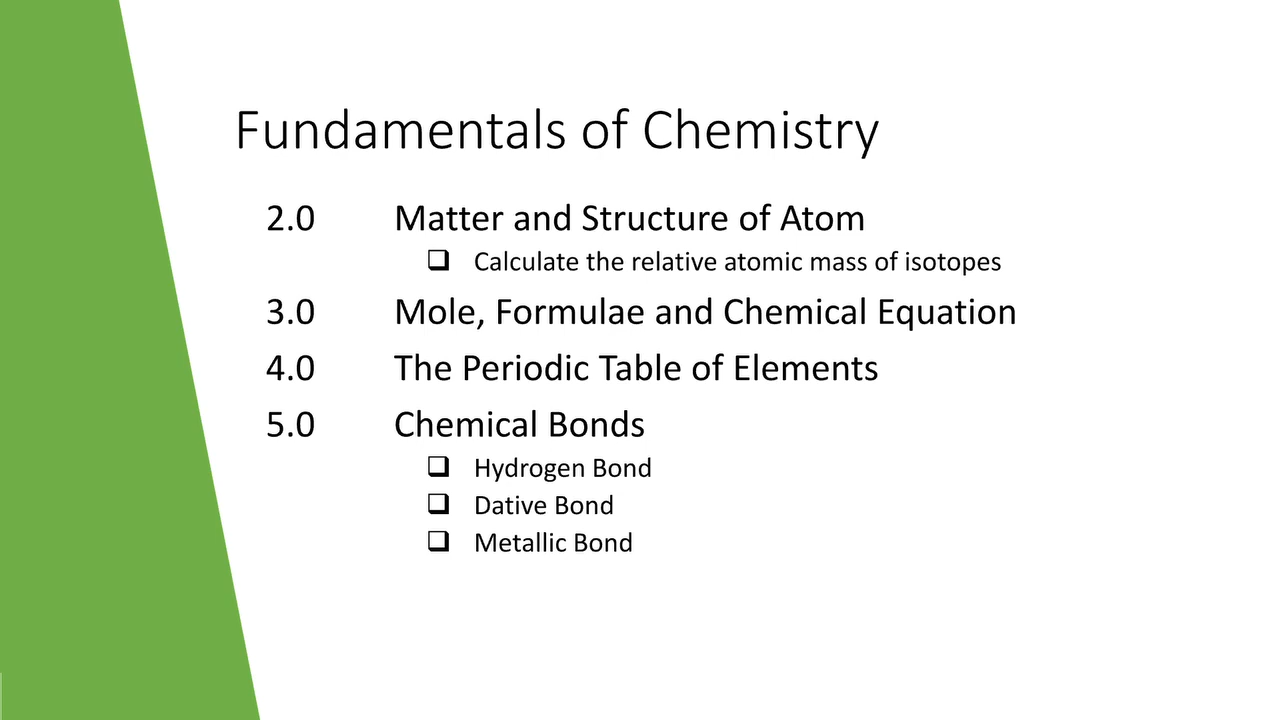 Fundamentals of Chemistry
2.0 Matter and Structure of Atom
❑ Calculate the relative atomic mass of isotopes
3.0 Mole, Formulae and Chemical Equation
4.0 The Periodic Table of Elements
5.0 Chemical Bonds
❑ Hydrogen Bond
❑ Dative Bond
❑ Metallic Bond